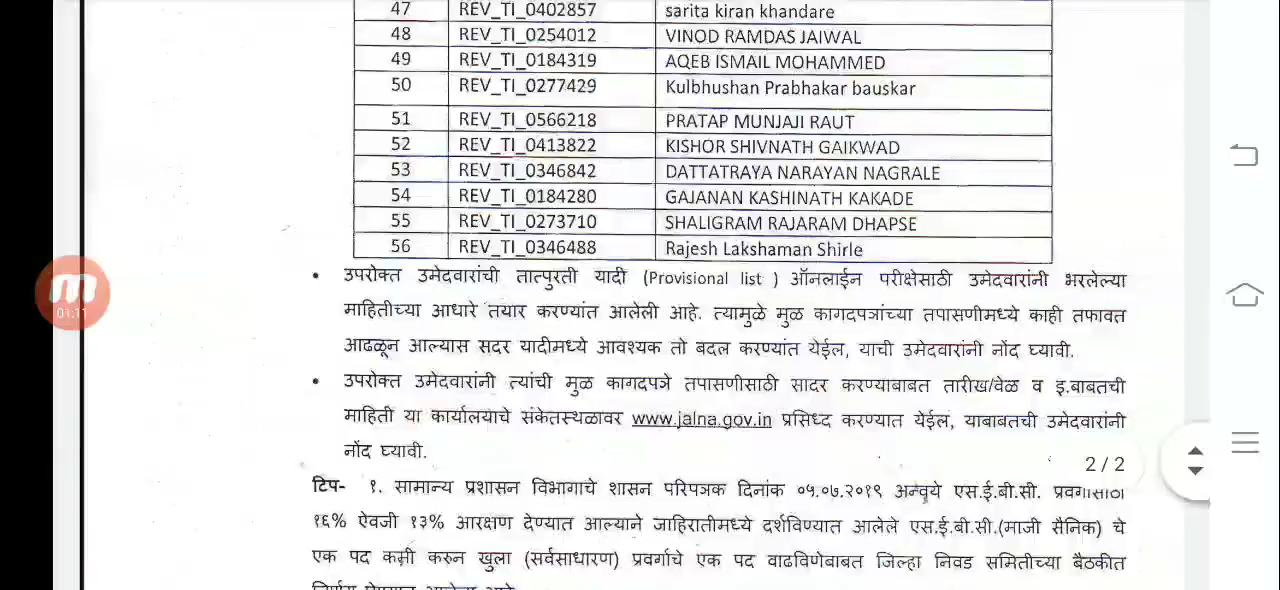 47 REV_TI_0402857 sarita kiran khandare
48 REV_TI_0254012 VINOD RAMDAS JAIWAL
49 REV_TI_0184319 AQEB ISMAIL MOHAMMED
50 REV_TI_0277429 Kulbhushan Prabhakar bauskar
51 REV_TI_0566218 PRATAP MUNJAJI RAUT
52 REV_TI_0413822 KISHOR SHIVNATH GAIKWAD
53 REV_TI_0346842 DATTATRAYA NARAYAN NAGRALE
54 REV_TI_0184280 GAJANAN KASHINATH KAKADE
55 REV_TI_0273710 SHALIGRAM RAJARAM DHAPSE
56 REV_TI_0346488 Rajesh Lakshaman Shirle
• उपरोक्त उमेदवारांची तात्पुरती यादी (Provisional list ) ऑनलाईन परीक्षेसाठी उमेदवारांनी भरलेल्या
माहितीच्या आधारे तयार करण्यांत आलेली आहे. त्यामुळे मुळ कागदपत्रांच्या तपासणीमध्ये काही तफावत
आढळून आल्यास सदर यादीमध्ये आवश्यक तो बदल करण्यांत येईल, याची उमेदवारांनी नोंद घ्यावी.
• उपरोक्त उमेदवारांनी त्यांची मुळ कागदपत्रे तपासणीसाठी सादर करण्याबाबत तारीख/वेळ व इ.बाबतची
माहिती या कार्यालयाचे संकेतस्थळावर www.jalna.gov.in प्रसिध्द करण्यात येईल, याबाबतची उमेदवारांनी
नोंद घ्यावी.
2 / 2
टिप- १. सामान्य प्रशासन विभागाचे शासन परिपत्रक दिनांक ०५.०७.२०१९ अन्वये एस.ई.बी.सी. प्रवर्गासाठी
१६% ऐवजी १३% आरक्षण देण्यात आल्याने जाहिरातीमध्ये दर्शविण्यात आलेले एस.ई.बी.सी.(माजी सैनिक) चे
एक पद कमी करुन खुला (सर्वसाधारण) प्रवर्गाचे एक पद वाढविणेबाबत जिल्हा निवड समितीच्या बैठकीत
m
01:11